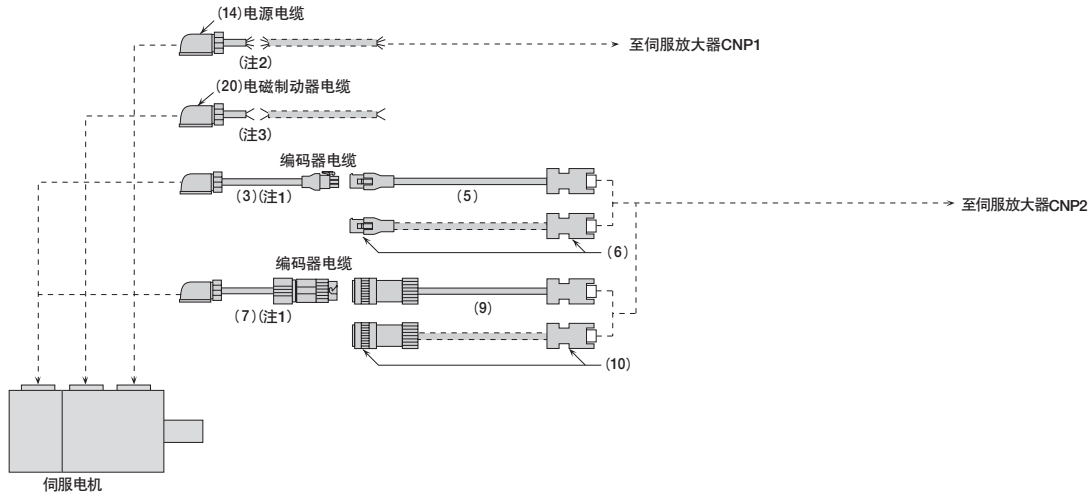 (14)电源电缆
至伺服放大器CNP1
(注2)
(20)电磁制动器电缆
(注3)
编码器电缆
(3)(注1)
(5)
至伺服放大器CNP2
(6)
编码器电缆
(7)(注1)
(9)
(10)
伺服电机